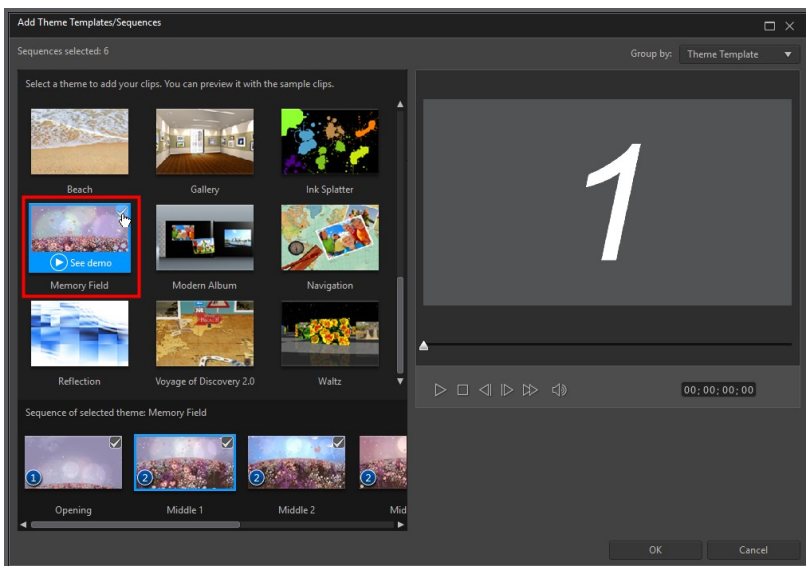 Add Theme Templates/Sequences
Sequences selected: 6
Group by: Theme Template
Select a theme to add your clips. You can preview it with the sample clips.
Beach Gallery Ink Splatter
See demo
Memory Field Modern Album Navigation
Reflection Voyage of Discovery 2.0 Waltz
1
00; 00; 00; 00
Sequence of selected theme: Memory Field
1 2 2 2
Opening Middle 1 Middle 2 Mid
OK Cancel